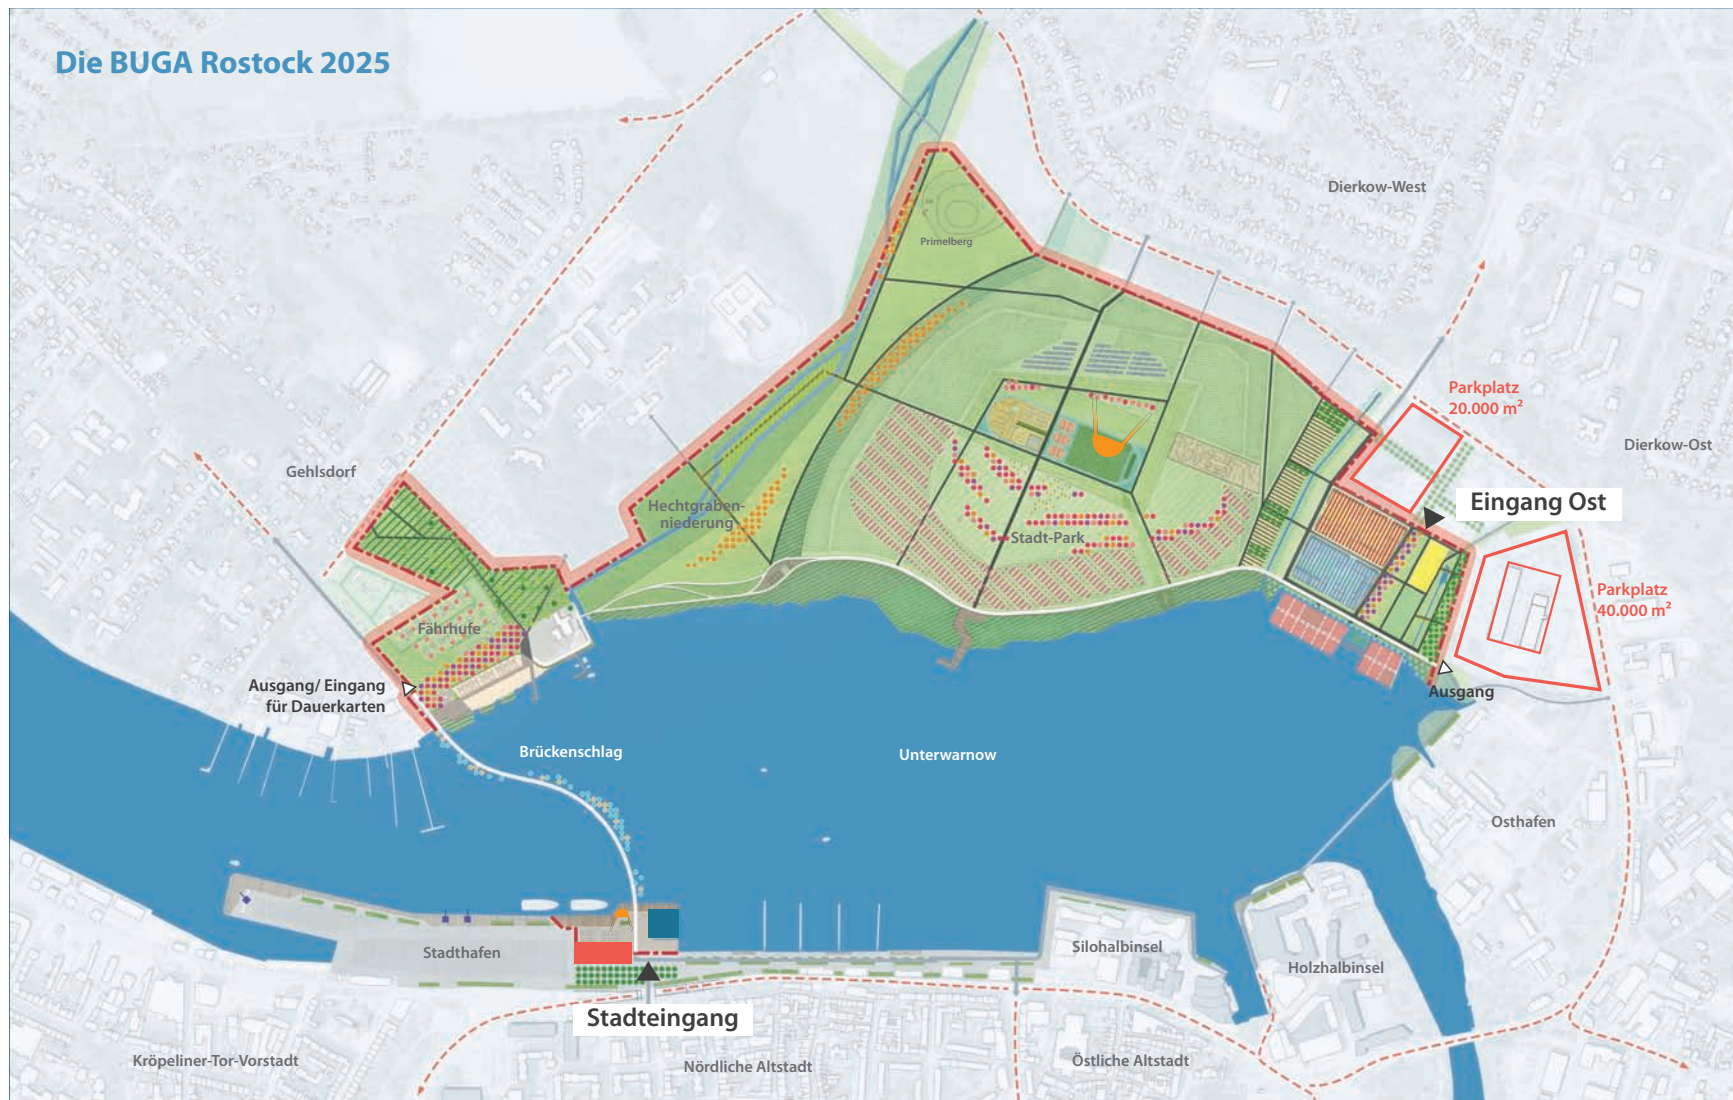 Die BUGA Rostock 2025
Dierkow-West
Primelberg
Parkplatz
20.000 m²
Dierkow-Ost
Gehlsdorf
Eingang Ost
Hechtgraben-
niederung
Stadt-Park
Parkplatz
40.000 m²
Fährhufe
Ausgang/ Eingang
für Dauerkarten
Ausgang
Brückenschlag
Unterwarnow
Osthafen
Stadthafen
Silohalbinsel
Holzhalbinsel
Stadteingang
Kröpeliner-Tor-Vorstadt
Nördliche Altstadt
Östliche Altstadt